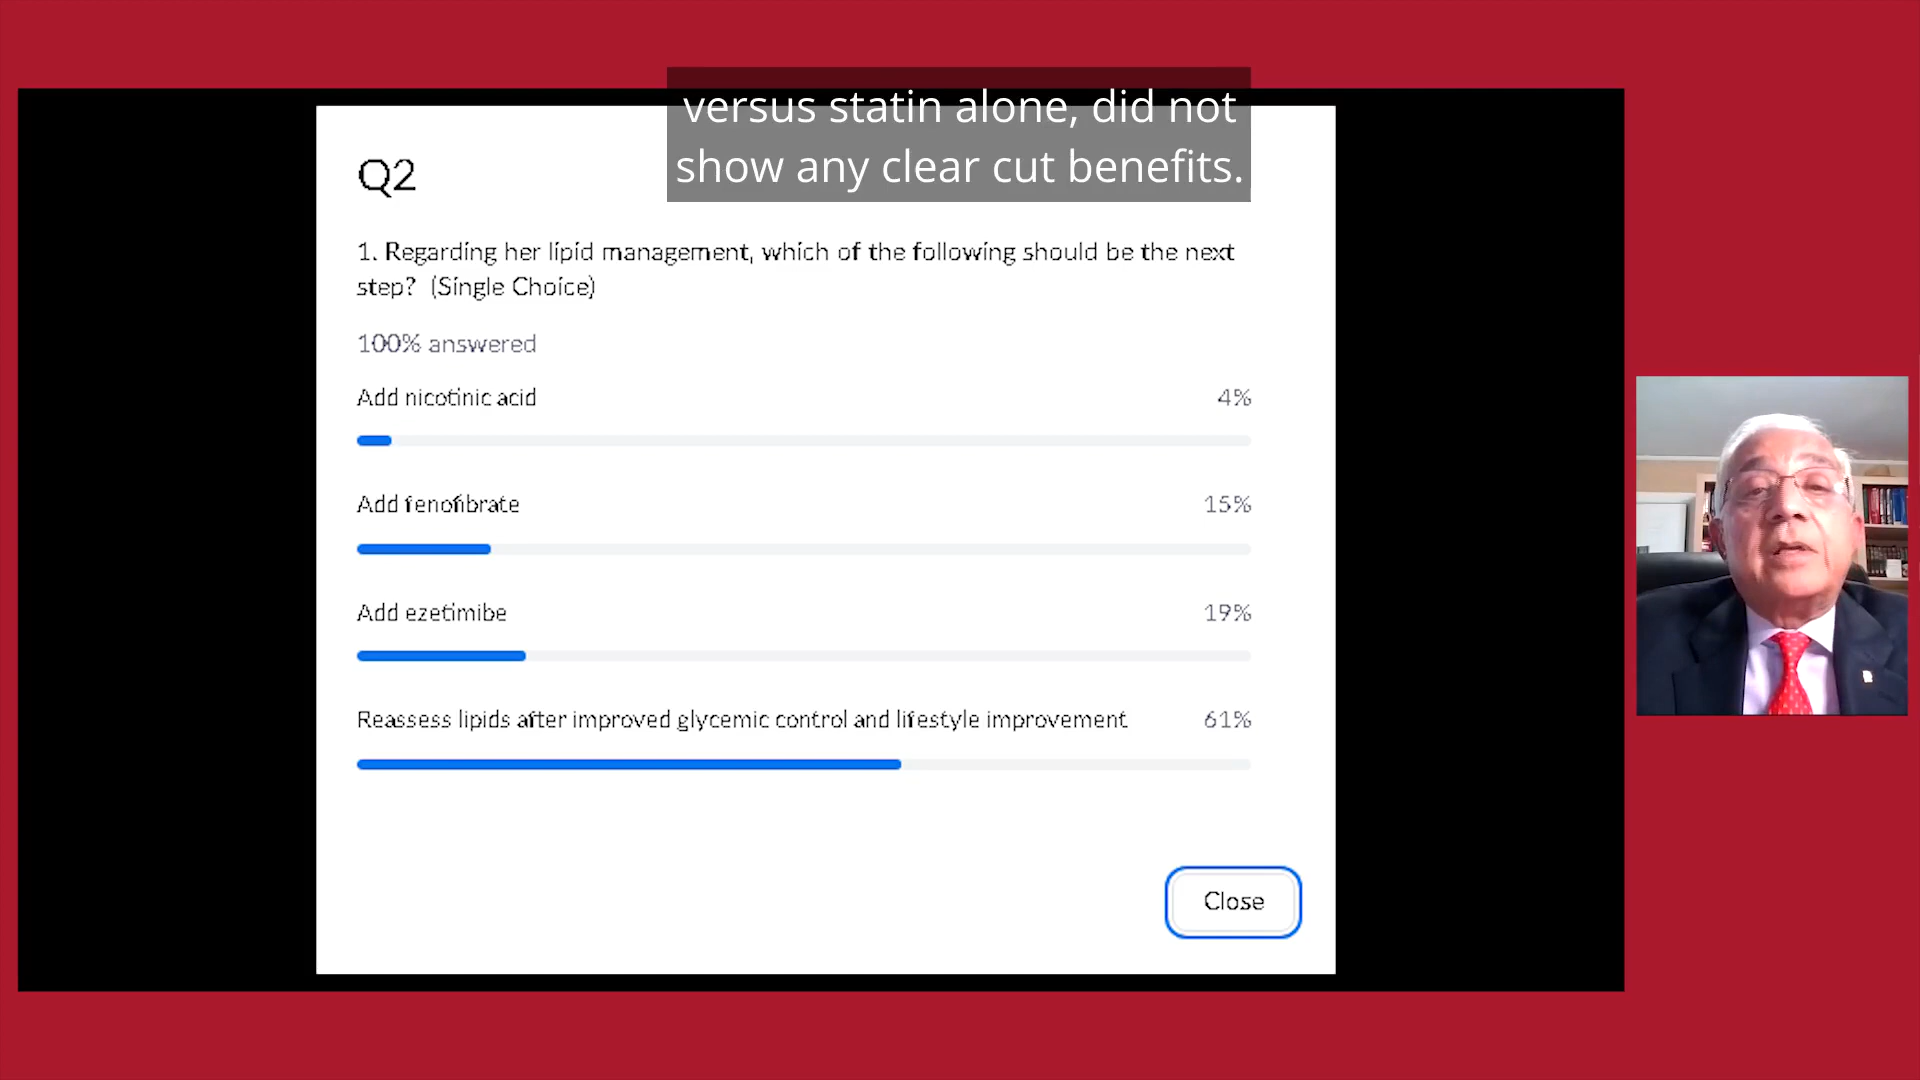 versus statin alone, did not
show any clear cut benefits.
Q2
1. Regarding her lipid management, which of the following should be the next
step? (Single Choice)
100% answered
Add nicotinic acid 4%
Add fenofibrate 15%
Add ezetimibe 19%
Reassess lipids after improved glycemic control and lifestyle improvement 61%
Close